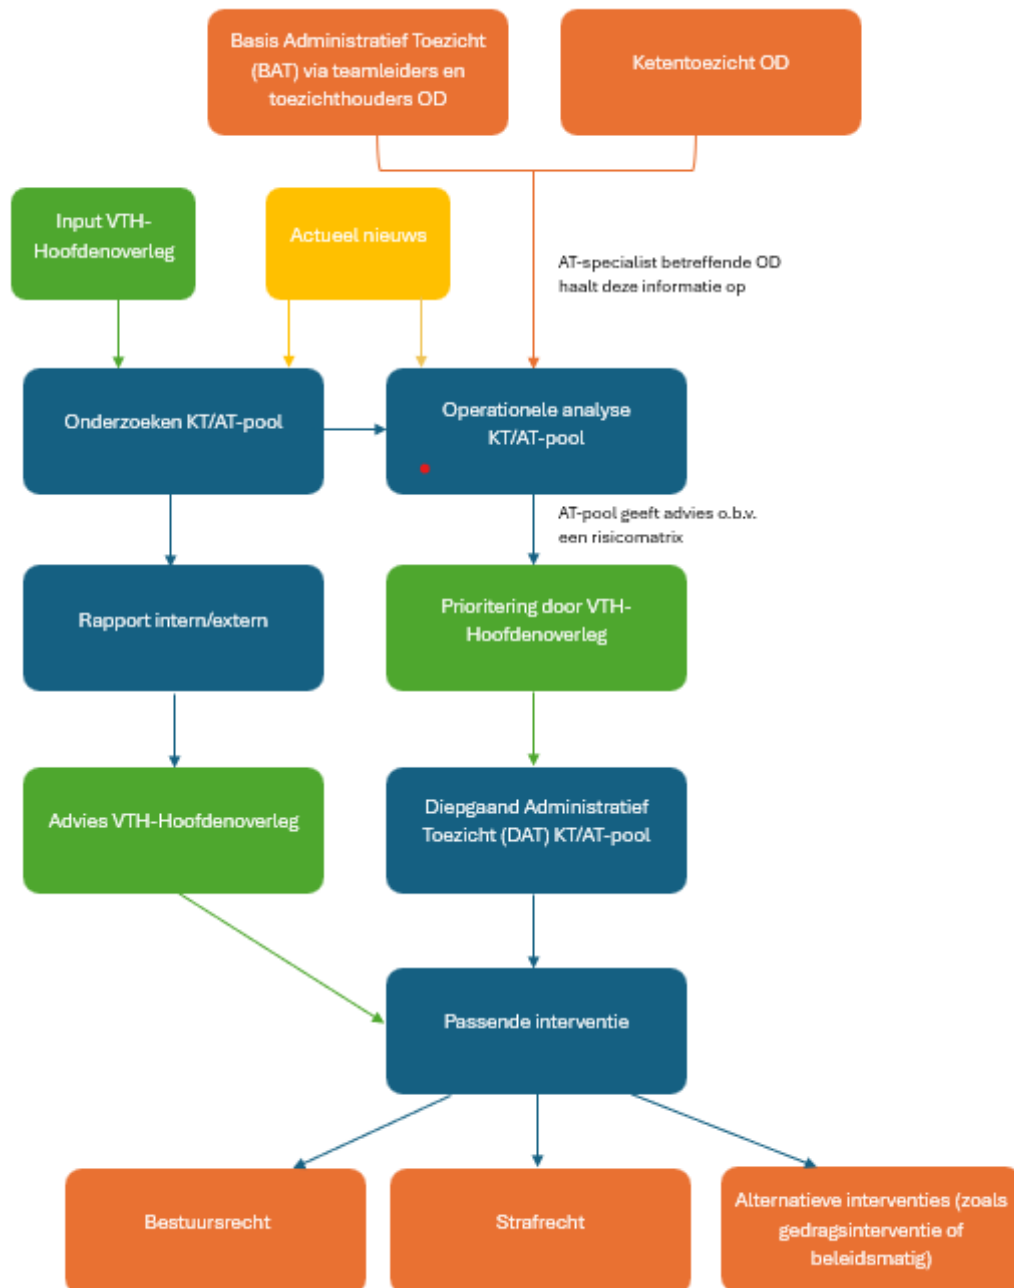 Basis Administratief Toezicht
(BAT) via teamleiders en
toezichthouders OD
Ketentoezicht OD
Input VTH-
Hoofdenoverleg
Actueel nieuws
AT-specialist betreffende OD
haalt deze informatie op
Onderzoeken KT/AT-pool
Operationele analyse
KT/AT-pool
AT-pool geeft advies o.b.v.
een risicomatrix
Rapport intern/extern
Prioritering door VTH-
Hoofdenoverleg
Advies VTH-Hoofdenoverleg
Diepgaand Administratief
Toezicht (DAT) KT/AT-pool
Passende interventie
Bestuursrecht
Strafrecht
Alternatieve interventies (zoals
gedragsinterventie of
beleidsmatig)